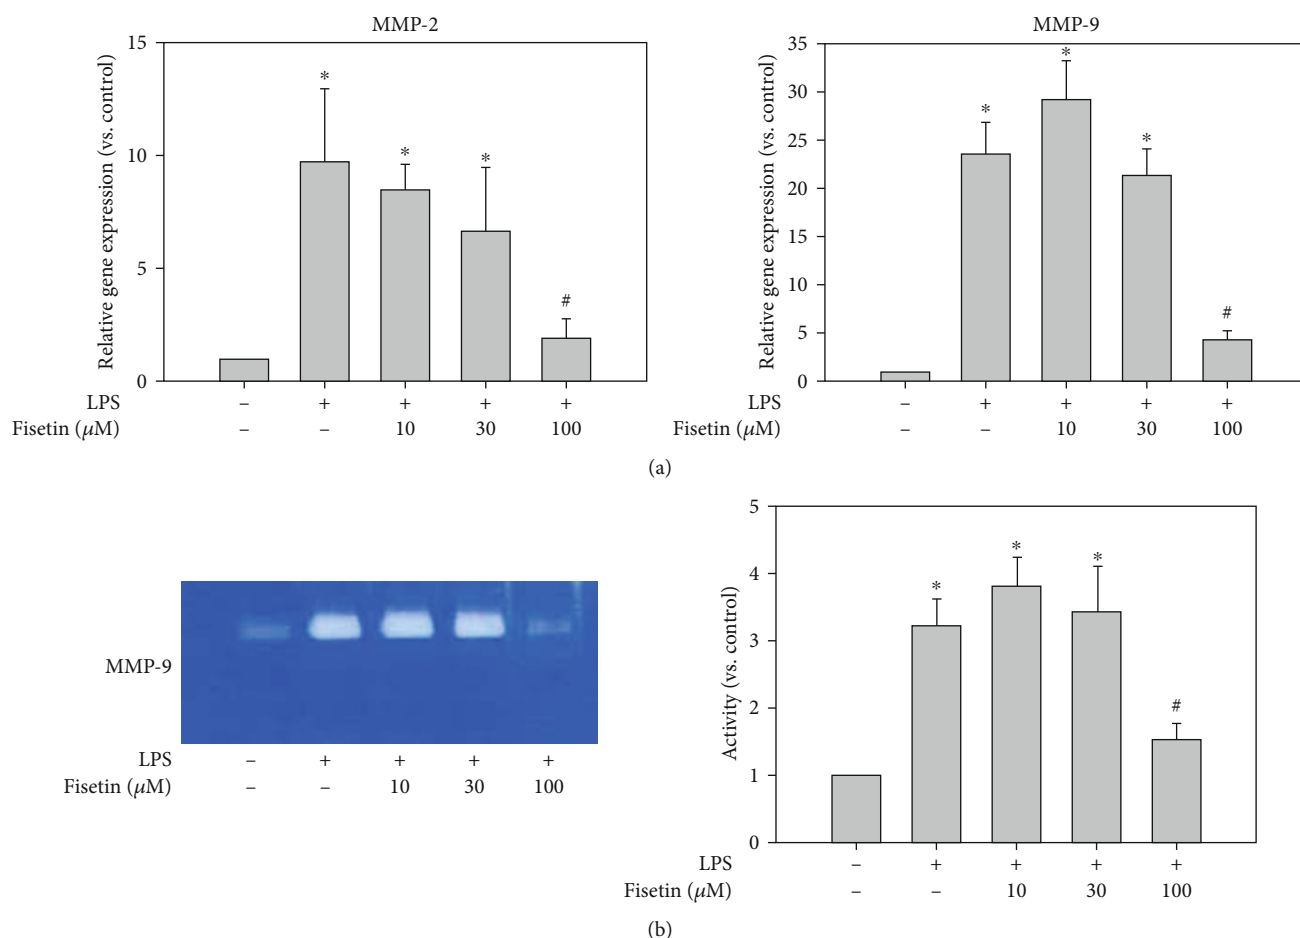 MMP-2
Relative gene expression (vs. control)
15
10
5
0
* * * #
LPS – + + + +
Fisetin (μM) – – 10 30 100
MMP-9
Relative gene expression (vs. control)
35
30
25
20
15
10
5
0
* * * #
LPS – + + + +
Fisetin (μM) – – 10 30 100
(a)
MMP-9
LPS – + + + +
Fisetin (μM) – – 10 30 100
Activity (vs. control)
5
4
3
2
1
0
* * * #
LPS – + + + +
Fisetin (μM) – – 10 30 100
(b)